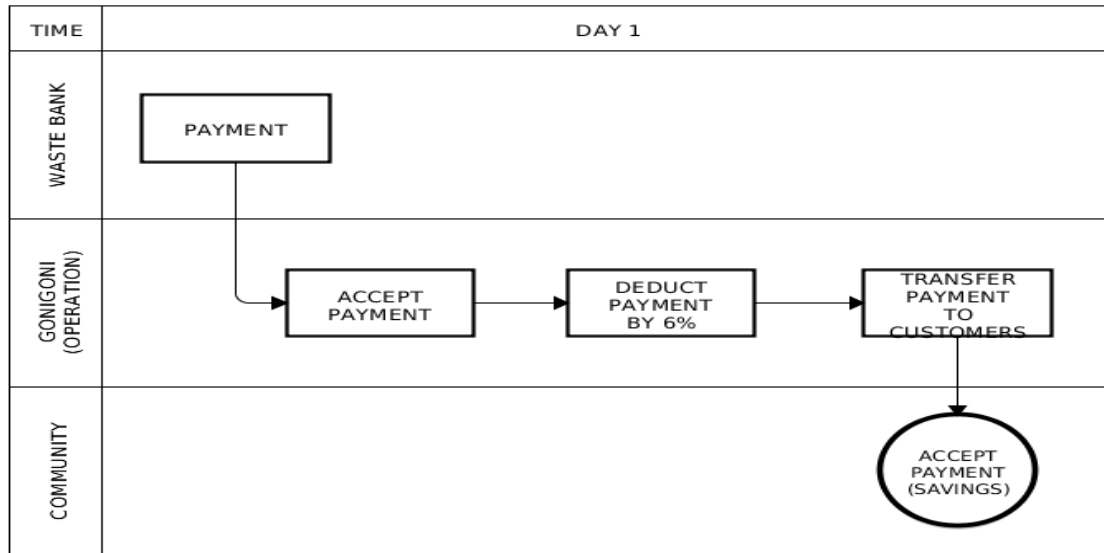 TIME
DAY 1
WASTE BANK
PAYMENT
GONIGONI
(OPERATION)
ACCEPT
PAYMENT
DEDUCT
PAYMENT
BY 6%
TRANSFER
PAYMENT
TO
CUSTOMERS
COMMUNITY
ACCEPT
PAYMENT
(SAVINGS)